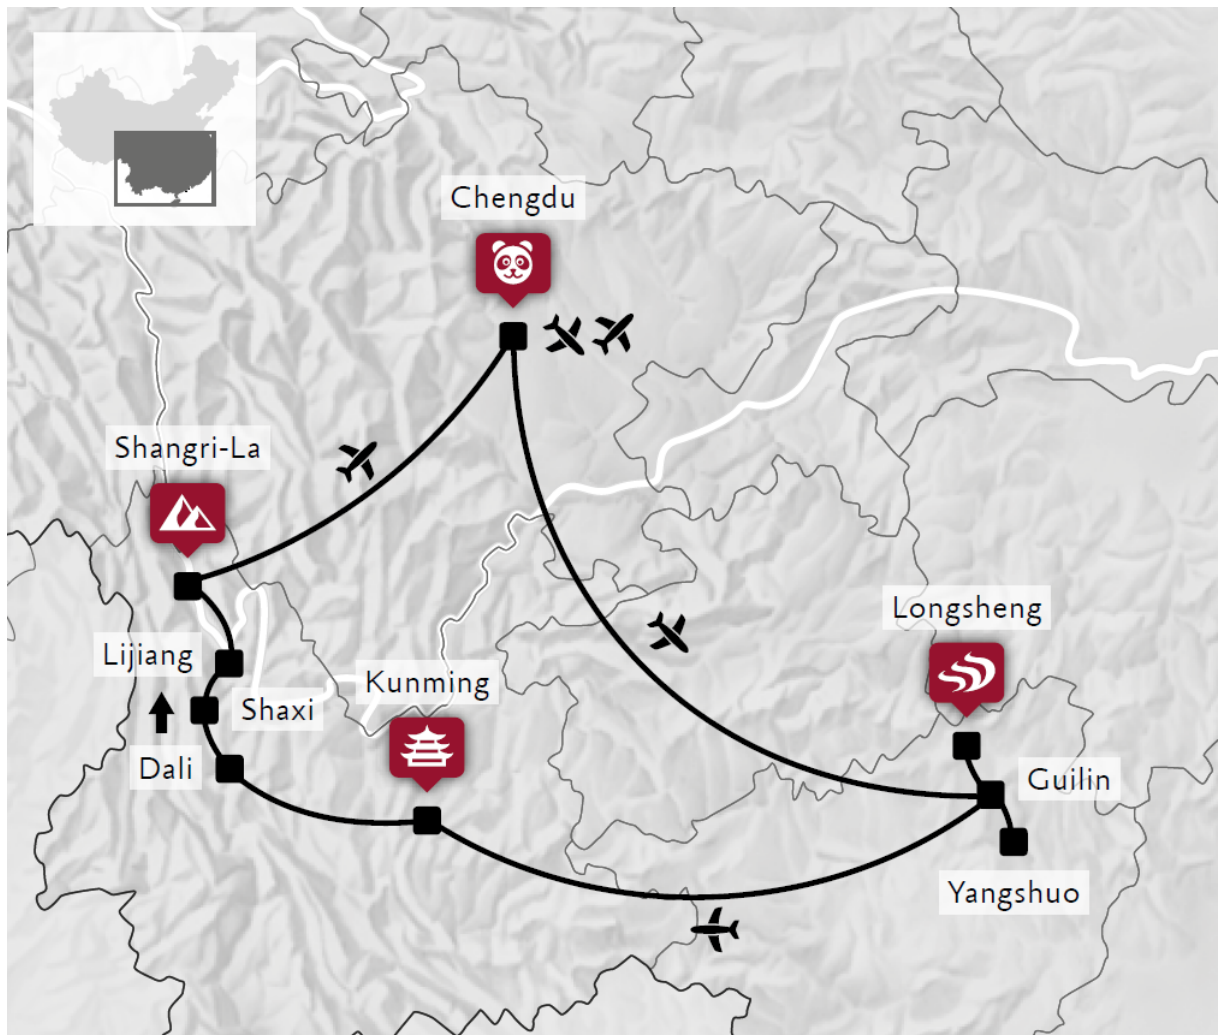 Chengdu
Shangri-La
Longsheng
Lijiang
Kunming
Shaxi
Dali
Guilin
Yangshuo